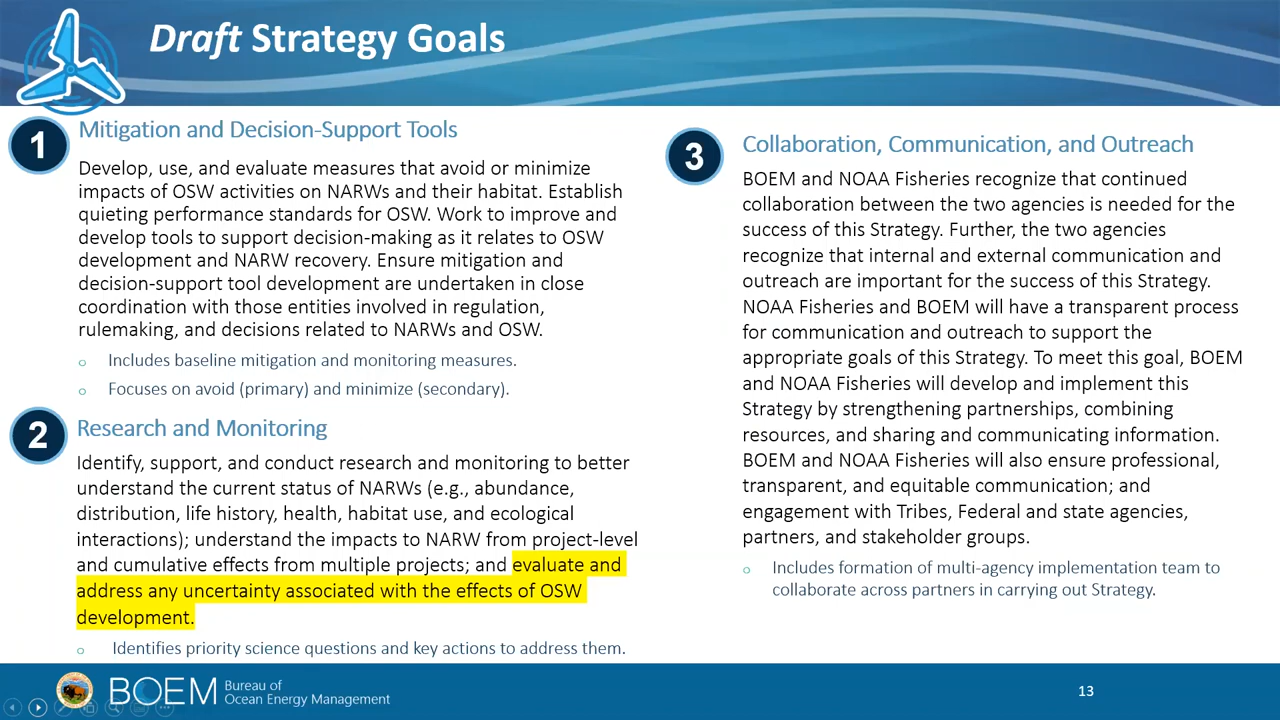 Draft Strategy Goals
1
Mitigation and Decision-Support Tools
Develop, use, and evaluate measures that avoid or minimize
impacts of OSW activities on NARWs and their habitat. Establish
quieting performance standards for OSW. Work to improve and
develop tools to support decision-making as it relates to OSW
development and NARW recovery. Ensure mitigation and
decision-support tool development are undertaken in close
coordination with those entities involved in regulation,
rulemaking, and decisions related to NARWs and OSW.
o Includes baseline mitigation and monitoring measures.
o Focuses on avoid (primary) and minimize (secondary).
2
Research and Monitoring
Identify, support, and conduct research and monitoring to better
understand the current status of NARWs (e.g., abundance,
distribution, life history, health, habitat use, and ecological
interactions); understand the impacts to NARW from project-level
and cumulative effects from multiple projects; and evaluate and
address any uncertainty associated with the effects of OSW
development.
o Identifies priority science questions and key actions to address them.
3
Collaboration, Communication, and Outreach
BOEM and NOAA Fisheries recognize that continued
collaboration between the two agencies is needed for the
success of this Strategy. Further, the two agencies
recognize that internal and external communication and
outreach are important for the success of this Strategy.
NOAA Fisheries and BOEM will have a transparent process
for communication and outreach to support the
appropriate goals of this Strategy. To meet this goal, BOEM
and NOAA Fisheries will develop and implement this
Strategy by strengthening partnerships, combining
resources, and sharing and communicating information.
BOEM and NOAA Fisheries will also ensure professional,
transparent, and equitable communication; and
engagement with Tribes, Federal and state agencies,
partners, and stakeholder groups.
o Includes formation of multi-agency implementation team to
collaborate across partners in carrying out Strategy.
BOEM
Bureau of
Ocean Energy Management
13